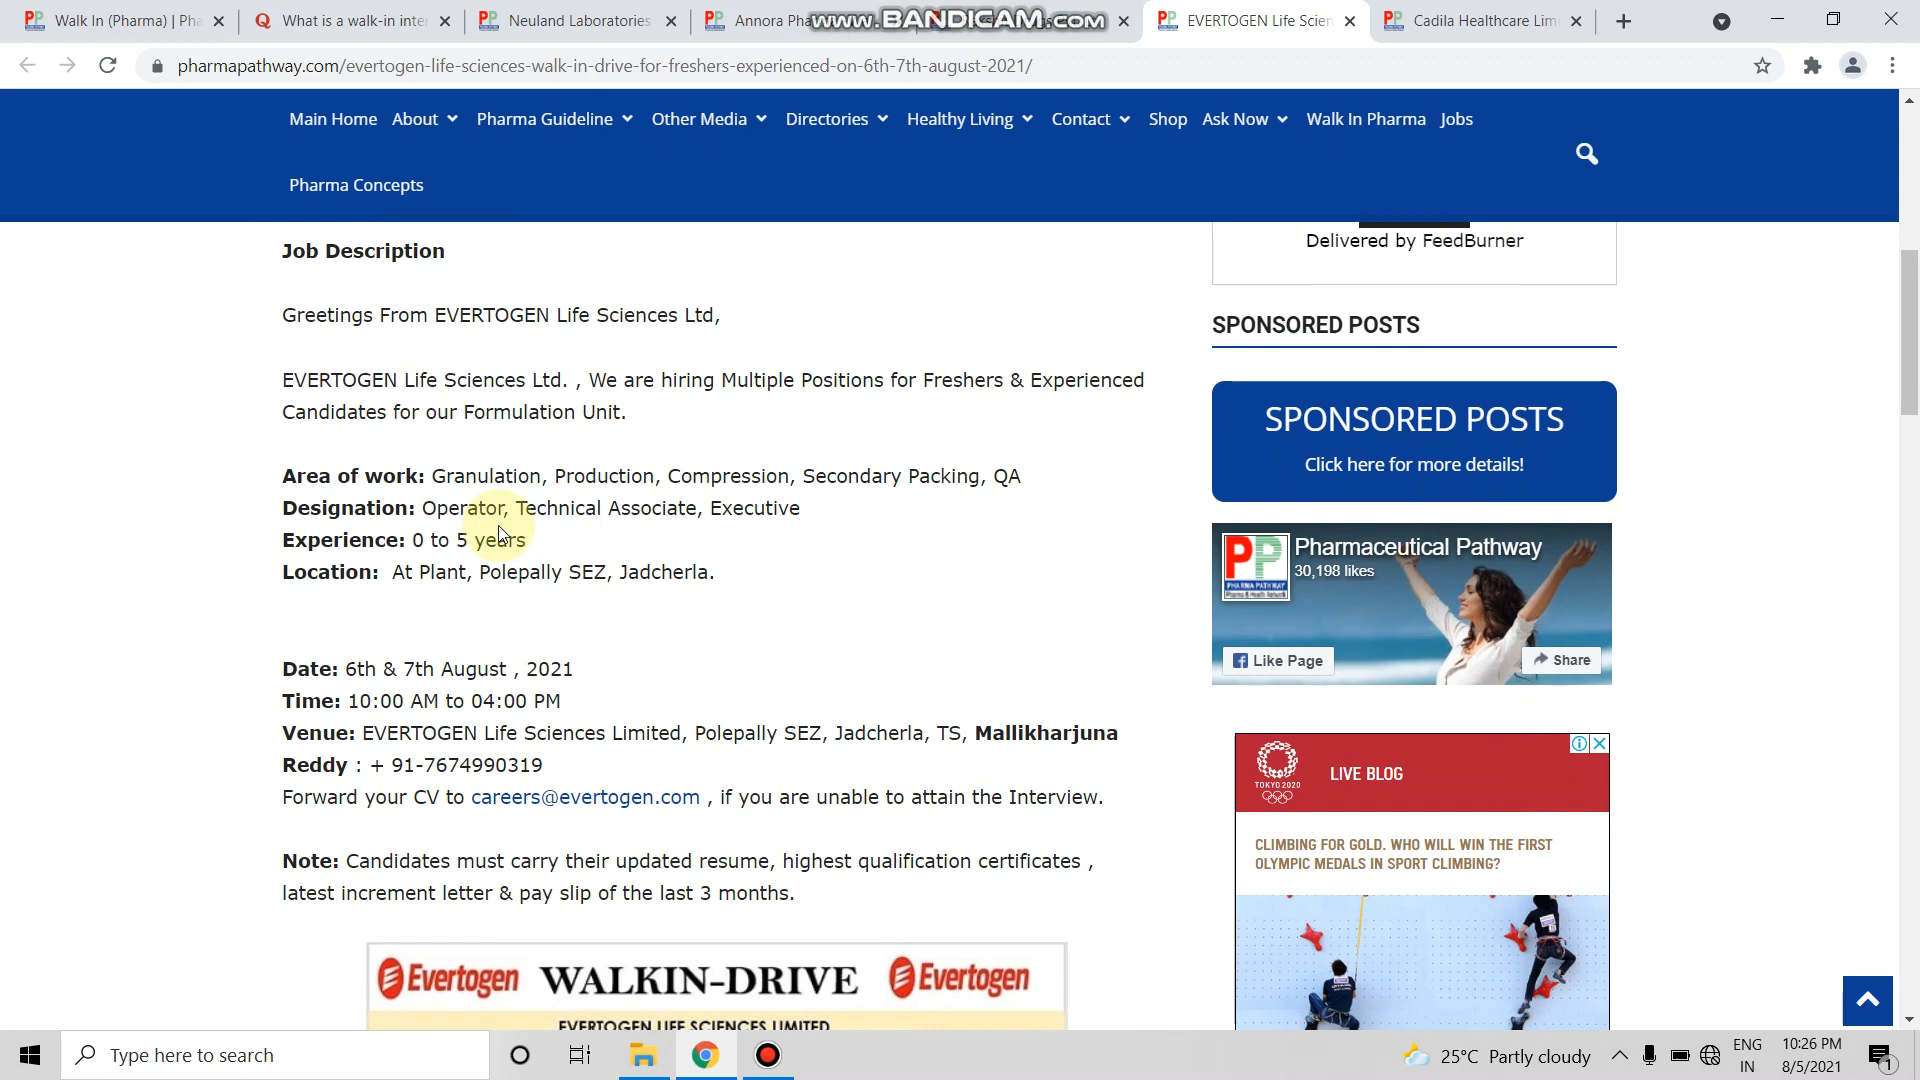 Walk In (Pharma) | Pha
What is a walk-in inte
Neuland Laboratories
Annora Pha
www.BANDICAM.com
EVERTOGEN Life Scien
Cadila Healthcare Lim
pharmapathway.com/evertogen-life-sciences-walk-in-drive-for-freshers-experienced-on-6th-7th-august-2021/
Main Home About Pharma Guideline Other Media Directories Healthy Living Contact Shop Ask Now Walk In Pharma Jobs
Pharma Concepts
Job Description
Greetings From EVERTOGEN Life Sciences Ltd,
EVERTOGEN Life Sciences Ltd. , We are hiring Multiple Positions for Freshers & Experienced
Candidates for our Formulation Unit.
Area of work: Granulation, Production, Compression, Secondary Packing, QA
Designation: Operator, Technical Associate, Executive
Experience: 0 to 5 years
Location: At Plant, Polepally SEZ, Jadcherla.
Date: 6th & 7th August , 2021
Time: 10:00 AM to 04:00 PM
Venue: EVERTOGEN Life Sciences Limited, Polepally SEZ, Jadcherla, TS, Mallikharjuna
Reddy : + 91-7674990319
Forward your CV to careers@evertogen.com , if you are unable to attain the Interview.
Note: Candidates must carry their updated resume, highest qualification certificates ,
latest increment letter & pay slip of the last 3 months.
Evertogen WALKIN-DRIVE Evertogen
EVERTOGEN LIFE SCIENCES LIMITED
Delivered by FeedBurner
SPONSORED POSTS
SPONSORED POSTS
Click here for more details!
PP
PHARMA PATHWAY
Pharma & Health Network
Pharmaceutical Pathway
30,198 likes
Like Page
Share
TOKYO 2020
LIVE BLOG
CLIMBING FOR GOLD. WHO WILL WIN THE FIRST
OLYMPIC MEDALS IN SPORT CLIMBING?
Type here to search
25°C Partly cloudy
ENG
IN
10:26 PM
8/5/2021
1